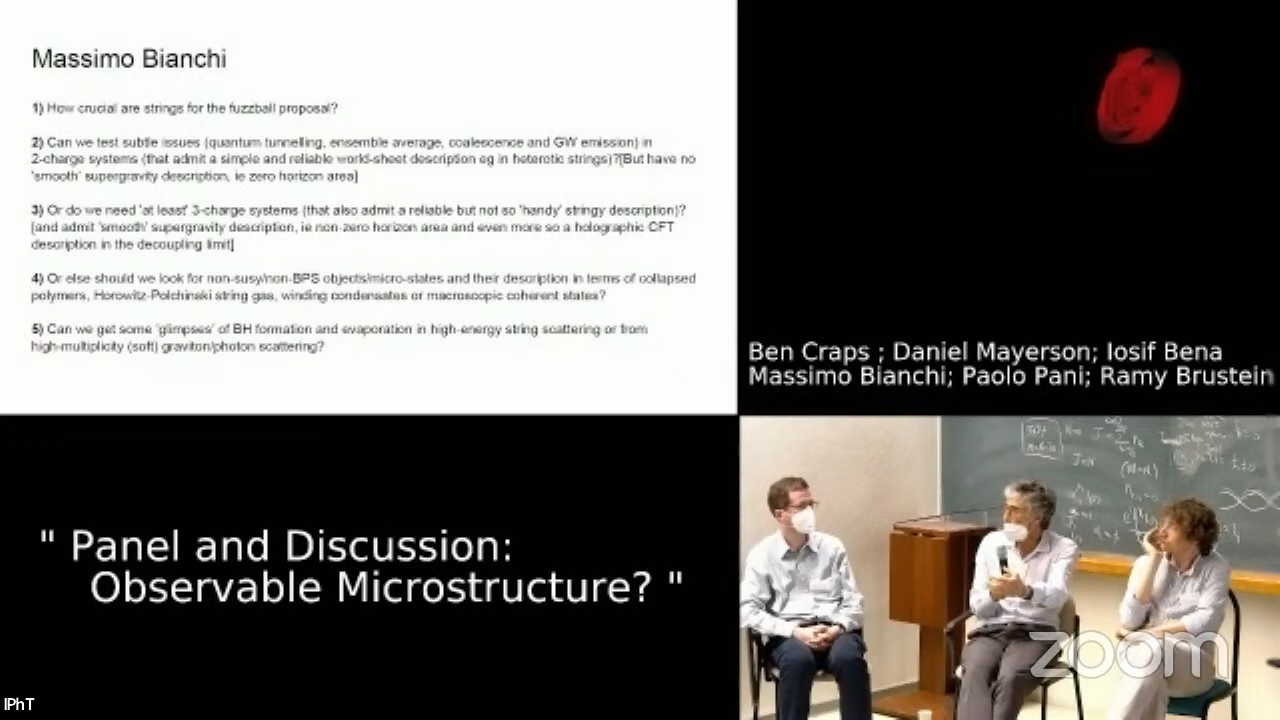 Massimo Bianchi
1) How crucial are strings for the fuzzball proposal?
2) Can we test subtle issues (quantum tunnelling, ensemble average, coalescence and GW emission) in
2-charge systems (that admit a simple and reliable world-sheet description eg in heterotic strings)?[But have no
'smooth' supergravity description, ie zero horizon area]
3) Or do we need 'at least' 3-charge systems (that also admit a reliable but not so 'handy' stringy description)?
[and admit 'smooth' supergravity description, ie non-zero horizon area and even more so a holographic CFT
description in the decoupling limit]
4) Or else should we look for non-susy/non-BPS objects/micro-states and their description in terms of collapsed
polymers, Horowitz-Polchinski string gas, winding condensates or macroscopic coherent states?
5) Can we get some 'glimpses' of BH formation and evaporation in high-energy string scattering or from
high-multiplicity (soft) graviton/photon scattering?
Ben Craps ; Daniel Mayerson; Iosif Bena
Massimo Bianchi; Paolo Pani; Ramy Brustein
" Panel and Discussion:
Observable Microstructure? "
zoom
IPhT